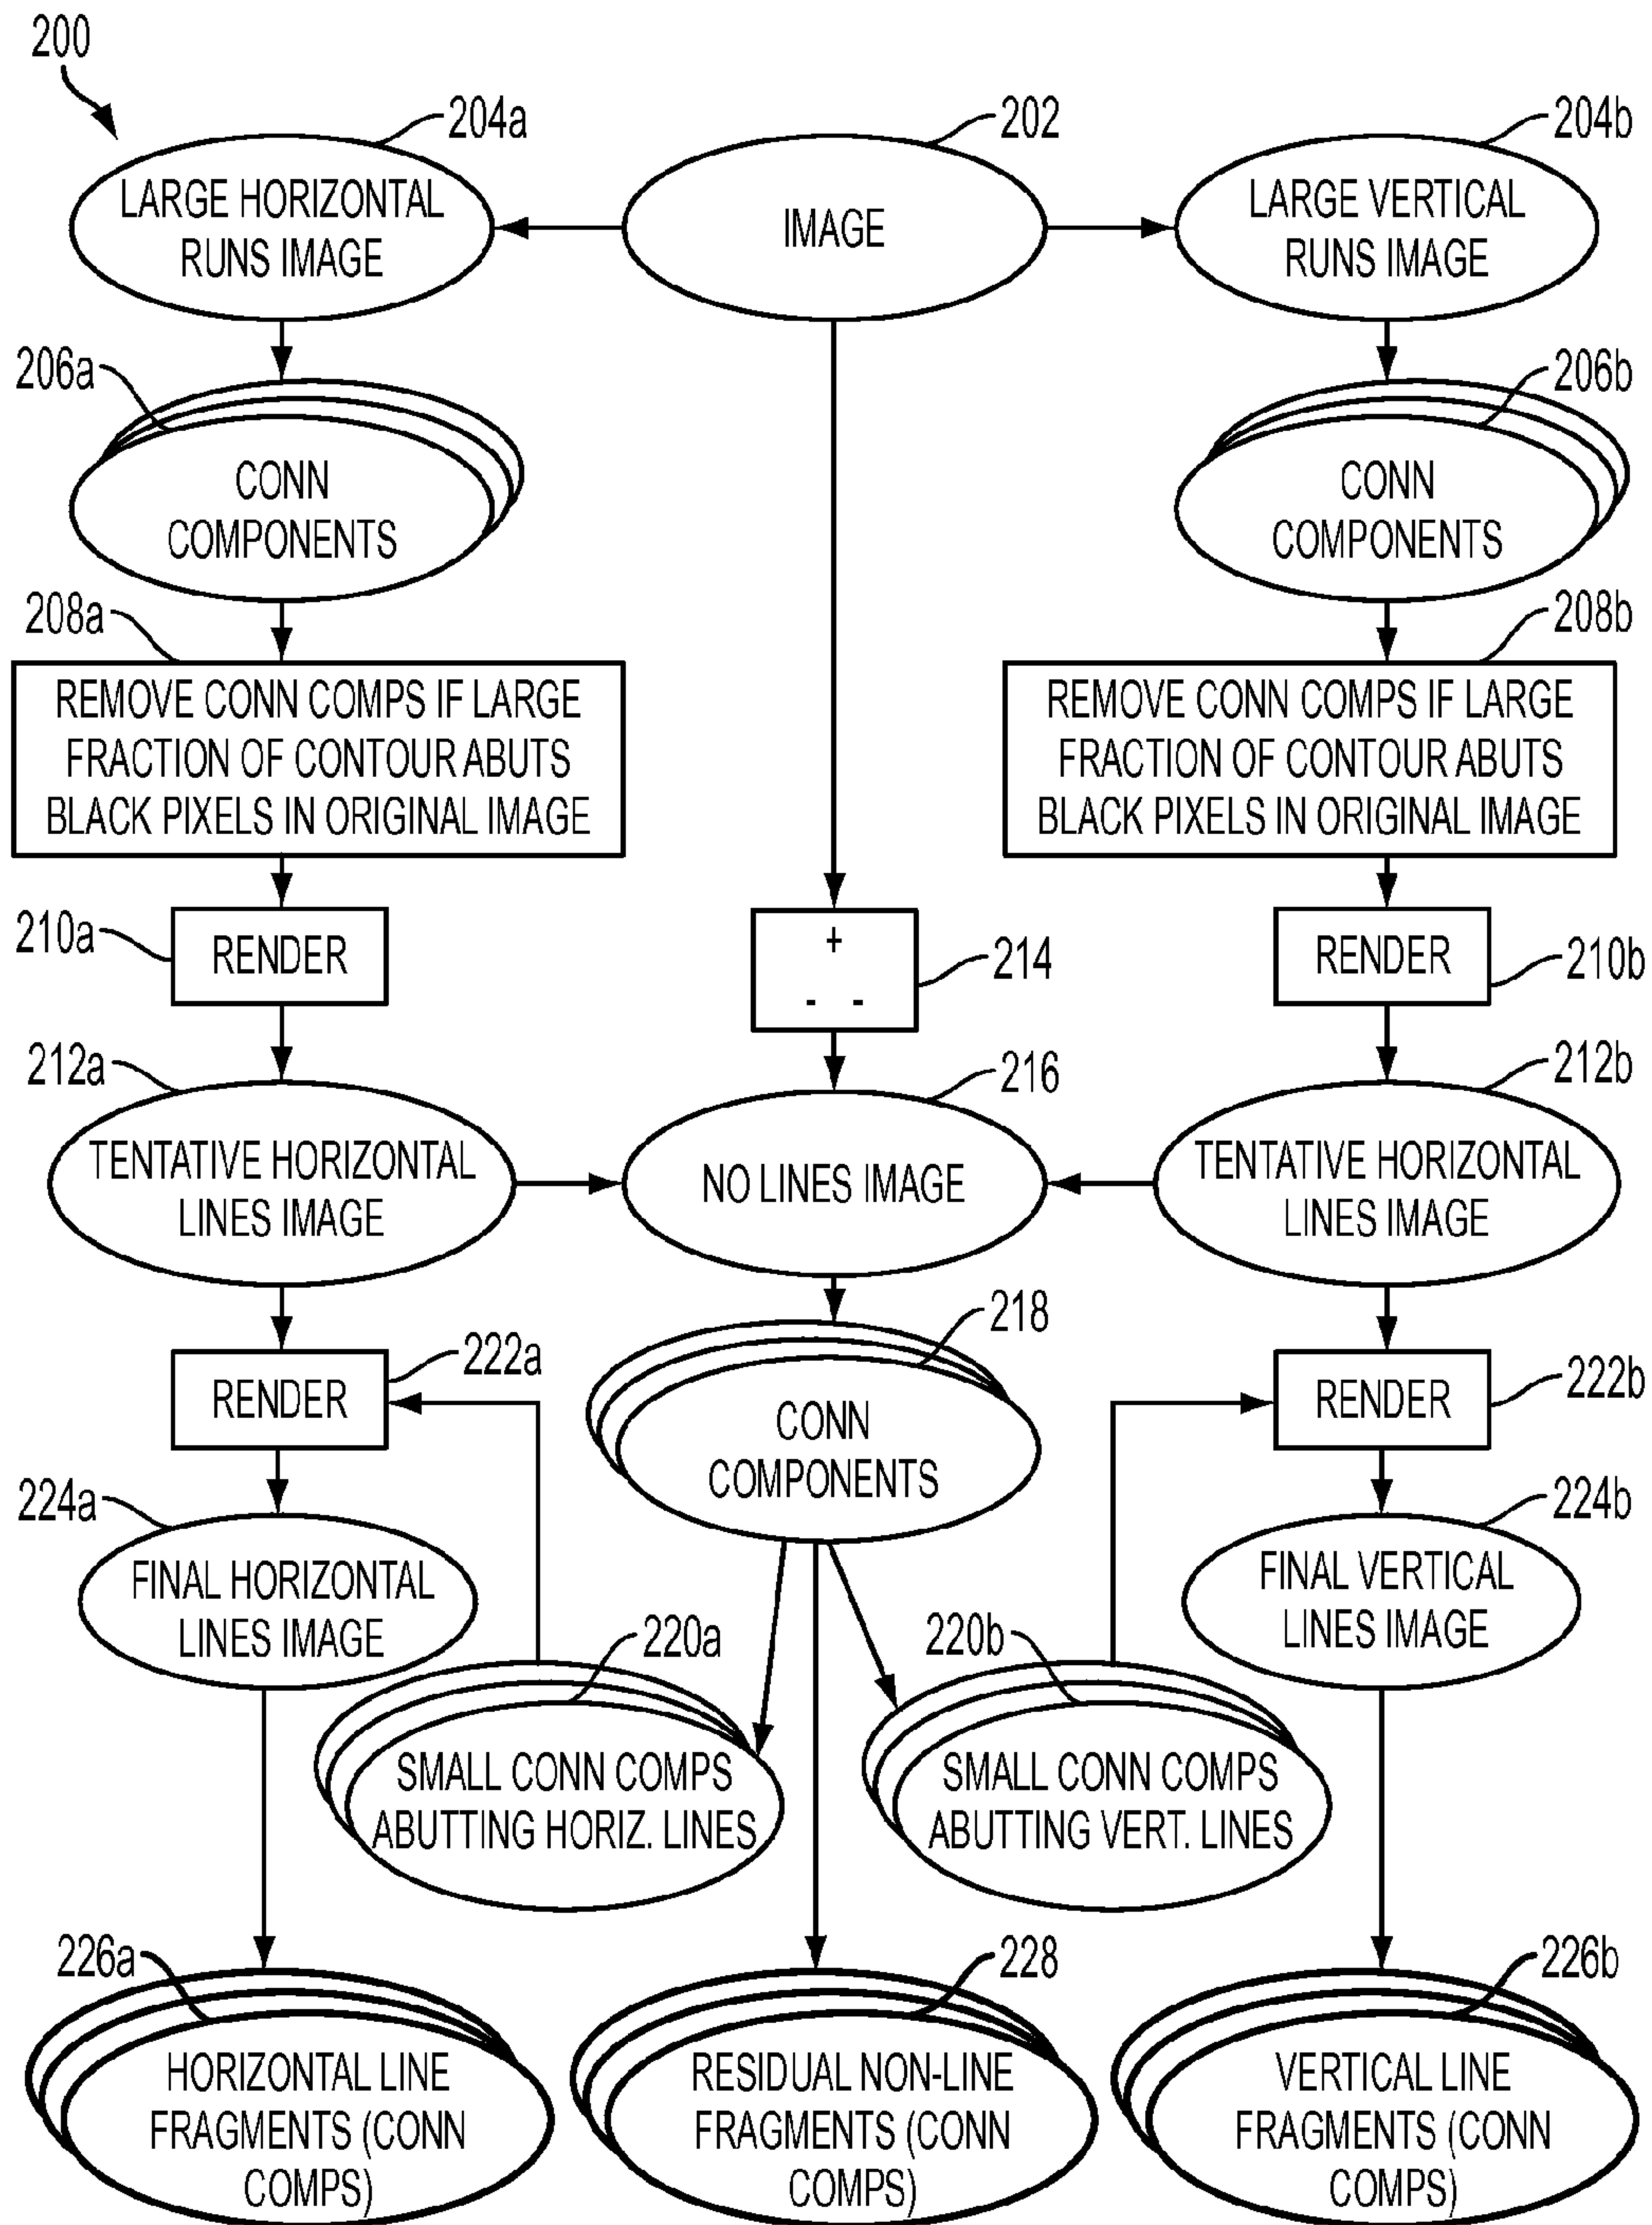 200
204a
202
204b
LARGE HORIZONTAL
RUNS IMAGE
IMAGE
LARGE VERTICAL
RUNS IMAGE
206a
206b
CONN
COMPONENTS
CONN
COMPONENTS
208a
208b
REMOVE CONN COMPS IF LARGE
FRACTION OF CONTOUR ABUTS
BLACK PIXELS IN ORIGINAL IMAGE
REMOVE CONN COMPS IF LARGE
FRACTION OF CONTOUR ABUTS
BLACK PIXELS IN ORIGINAL IMAGE
210a
RENDER
+
- -
214
RENDER
210b
212a
216
212b
TENTATIVE HORIZONTAL
LINES IMAGE
NO LINES IMAGE
TENTATIVE HORIZONTAL
LINES IMAGE
218
222a
RENDER
CONN
COMPONENTS
RENDER
222b
224a
224b
FINAL HORIZONTAL
LINES IMAGE
FINAL VERTICAL
LINES IMAGE
220a
220b
SMALL CONN COMPS
ABUTTING HORIZ. LINES
SMALL CONN COMPS
ABUTTING VERT. LINES
226a
228
226b
HORIZONTAL LINE
FRAGMENTS (CONN
COMPS)
RESIDUAL NON-LINE
FRAGMENTS (CONN
COMPS)
VERTICAL LINE
FRAGMENTS (CONN
COMPS)